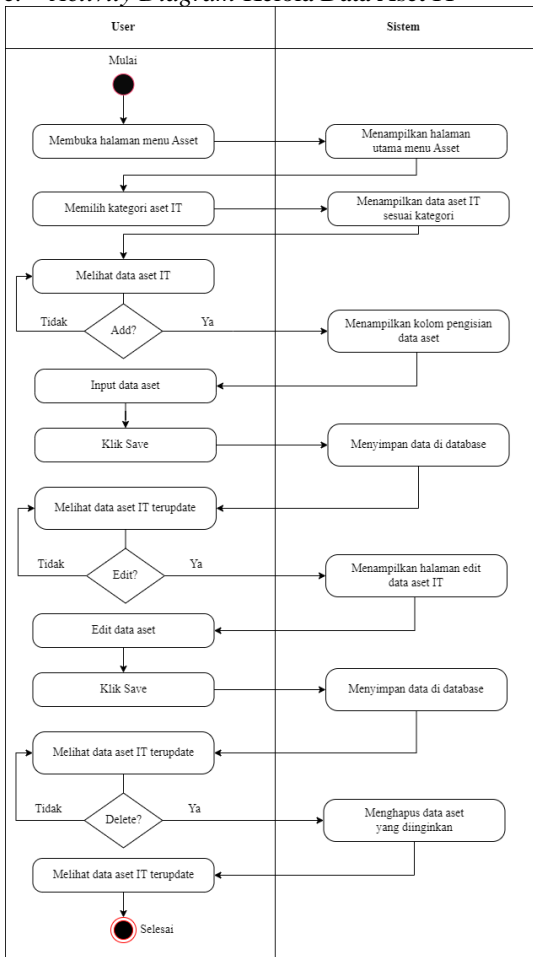 Activity Diagram Kelola Data Aset IT
User
Sistem
Mulai
Membuka halaman menu Asset
Menampilkan halaman
utama menu Asset
Memilih kategori aset IT
Menampilkan data aset IT
sesuai kategori
Melihat data aset IT
Tidak
Add?
Ya
Menampilkan kolom pengisian
data aset
Input data aset
Klik Save
Menyimpan data di database
Melihat data aset IT terupdate
Tidak
Edit?
Ya
Menampilkan halaman edit
data aset IT
Edit data aset
Klik Save
Menyimpan data di database
Melihat data aset IT terupdate
Tidak
Delete?
Ya
Menghapus data aset
yang diinginkan
Melihat data aset IT terupdate
Selesai